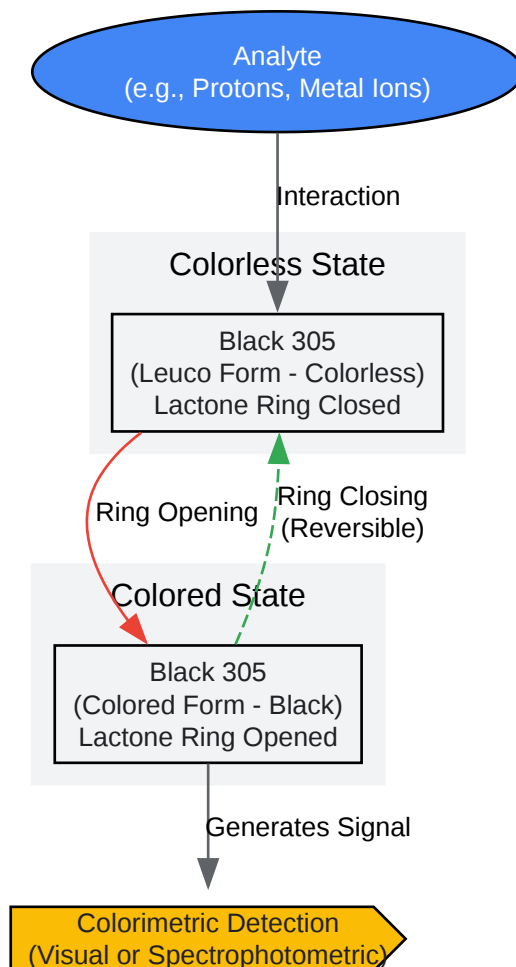 Analyte
(e.g., Protons, Metal Ions)
Interaction
Colorless State
Black 305
(Leuco Form - Colorless)
Lactone Ring Closed
Ring Opening
Ring Closing
(Reversible)
Colored State
Black 305
(Colored Form - Black)
Lactone Ring Opened
Generates Signal
Colorimetric Detection
(Visual or Spectrophotometric)